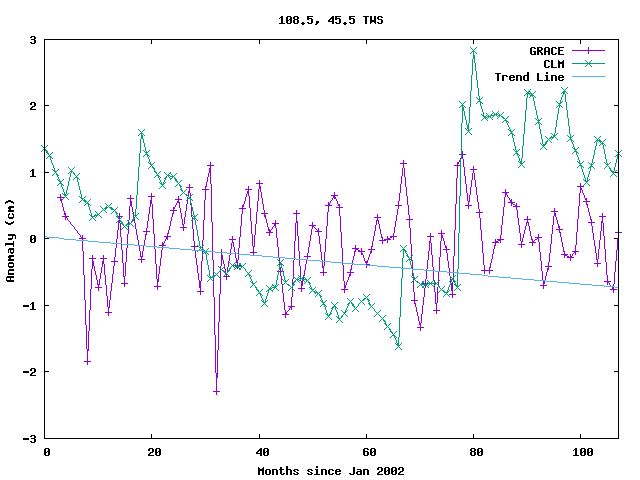 108.5, 45.5 TWS
GRACE
CLM
Trend Line
3
2
1
0
-1
-2
-3
Anomaly (cm)
0 20 40 60 80 100
Months since Jan 2002